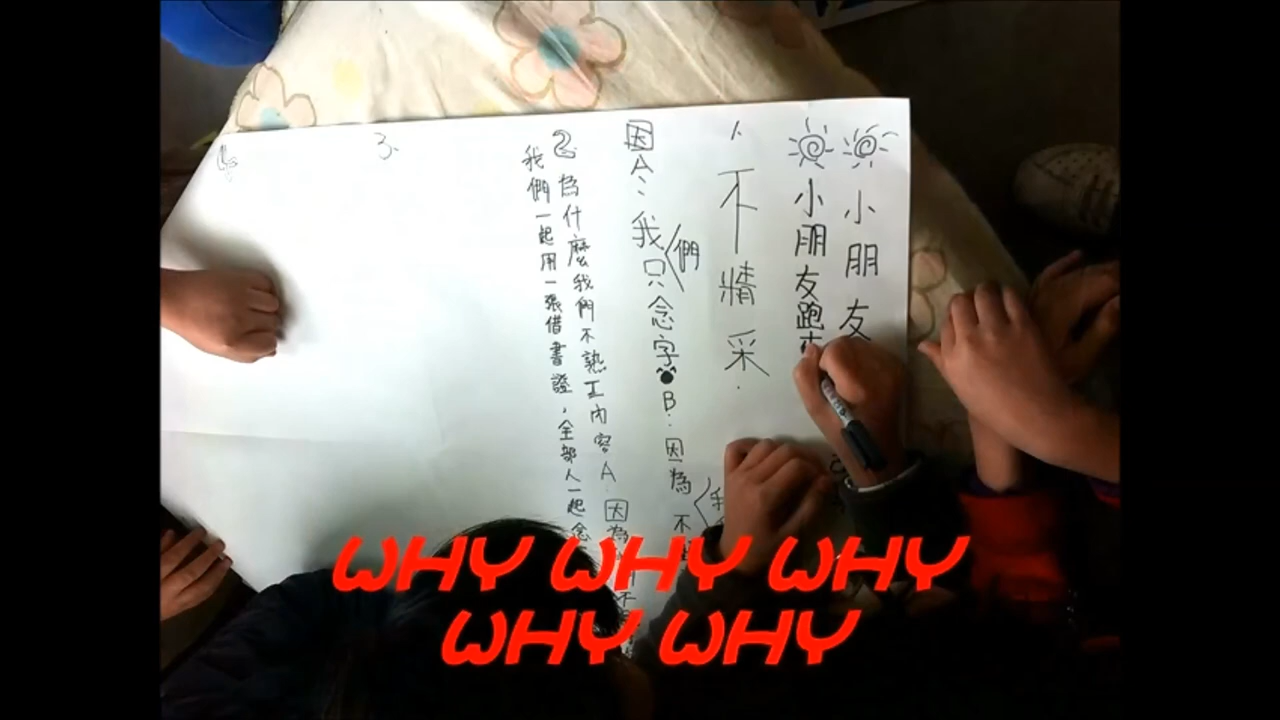 小朋友
小朋友跑
1. 不精采.
因A：我們只念字 B：因為 不
2. 為什麼我們不熟工內容 A：因為 不
我們一起用一張借書證，全部人一起念
3.
4.
WHY WHY WHY
WHY WHY